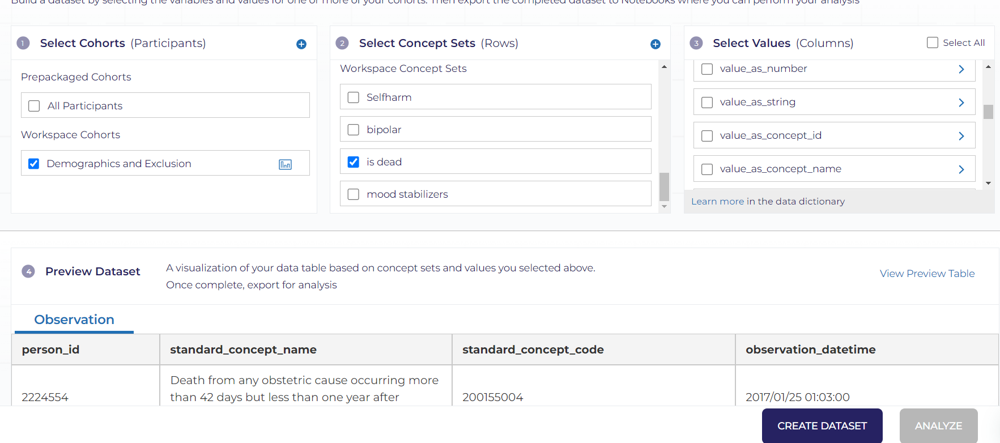 Build a dataset by selecting the variables and values for one or more of your cohorts. Then export the completed dataset to Notebooks where you can perform your analysis
1 Select Cohorts (Participants)
Prepackaged Cohorts
All Participants
Workspace Cohorts
Demographics and Exclusion
2 Select Concept Sets (Rows)
Workspace Concept Sets
Selfharm
bipolar
is dead
mood stabilizers
3 Select Values (Columns) Select All
value_as_number
value_as_string
value_as_concept_id
value_as_concept_name
Learn more in the data dictionary
4 Preview Dataset
A visualization of your data table based on concept sets and values you selected above.
Once complete, export for analysis
View Preview Table
Observation
person_id standard_concept_name standard_concept_code observation_datetime
Death from any obstetric cause occurring more
2224554 than 42 days but less than one year after 200155004 2017/01/25 01:03:00
CREATE DATASET ANALYZE